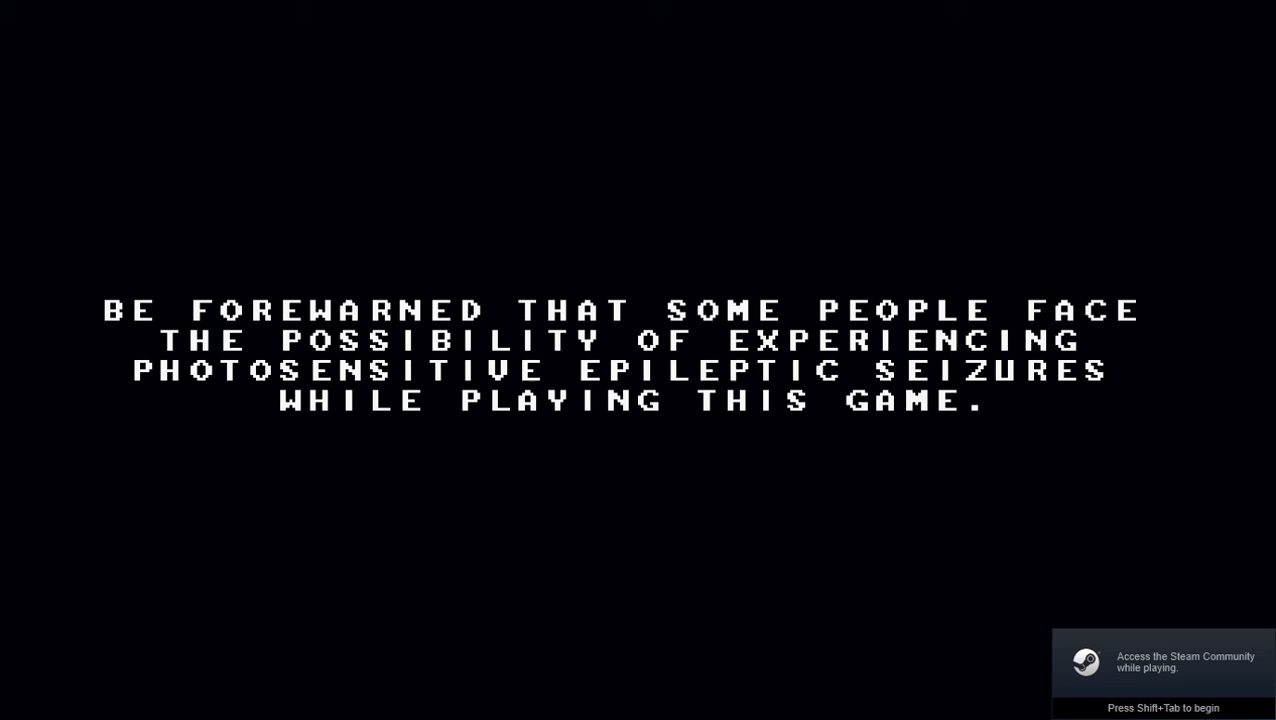 BE FOREWARNED THAT SOME PEOPLE FACE
THE POSSIBILITY OF EXPERIENCING
PHOTOSENSITIVE EPILEPTIC SEIZURES
WHILE PLAYING THIS GAME.
Access the Steam Community
while playing.
Press Shift+Tab to begin